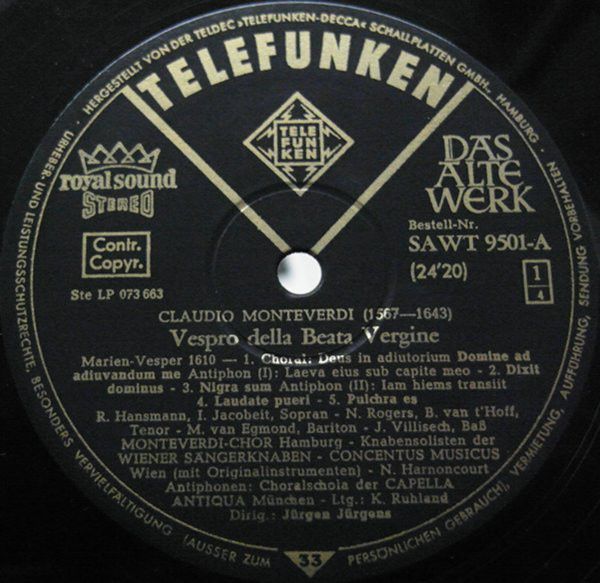 · HERGESTELLT VON DER TELDEC »TELEFUNKEN-DECCA« SCHALLPLATTEN GMBH., HAMBURG ·
URHEBER- UND LEISTUNGSSCHUTZRECHTE, BESONDERS VERVIELFÄLTIGUNG (AUSSER ZUM PERSÖNLICHEN GEBRAUCH), VERMIETUNG, AUFFÜHRUNG, SENDUNG VORBEHALTEN
TELEFUNKEN
TELE
FUN
KEN
royal sound
STEREO
DAS
ALTE
WERK
Contr.
Copyr.
Bestell-Nr.
SAWT 9501-A
(24'20)
1
4
Ste LP 073 663
CLAUDIO MONTEVERDI (1567—1643)
Vespro della Beata Vergine
Marien-Vesper 1610 — 1. Choral: Deus in adiutorium Domine ad
adiuvandum me Antiphon (I): Laeva eius sub capite meo - 2. Dixit
dominus - 3. Nigra sum Antiphon (II): Iam hiems transiit
4. Laudate pueri - 5. Pulchra es
R. Hansmann, I. Jacobeit, Sopran - N. Rogers, B. van t'Hoff,
Tenor - M. van Egmond, Bariton - J. Villisech, Baß
MONTEVERDI-CHOR Hamburg - Knabensolisten der
WIENER SÄNGERKNABEN - CONCENTUS MUSICUS
Wien (mit Originalinstrumenten) - N. Harnoncourt
Antiphonen: Choralschola der CAPELLA
ANTIQUA München - Ltg.: K. Ruhland
Dirig.: Jürgen Jürgens
33